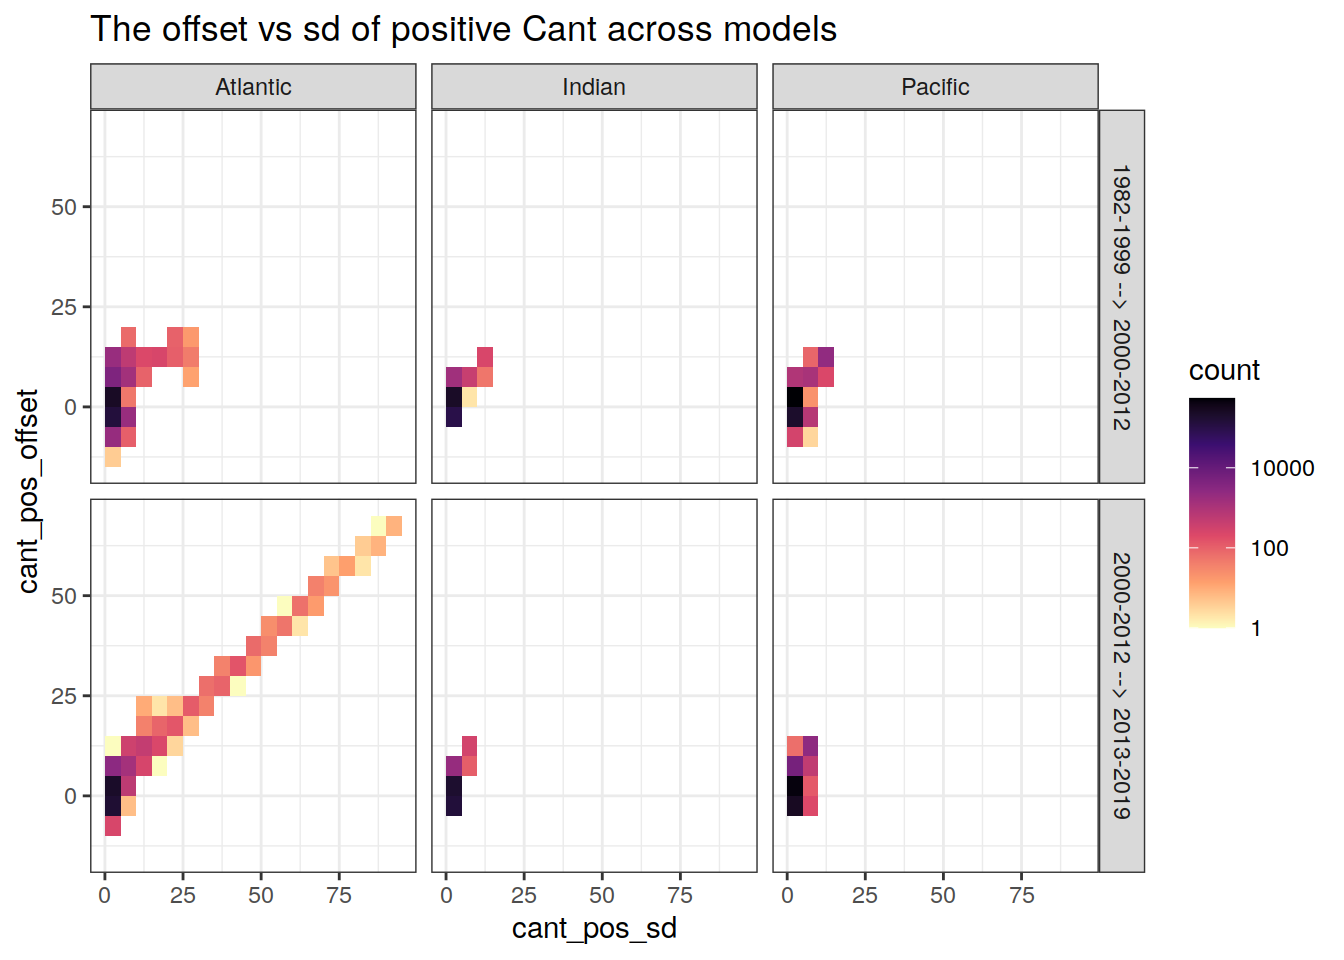 The offset vs sd of positive Cant across models
Atlantic
Indian
Pacific
50
25
0
1982-1999 --> 2000-2012
50
25
0
2000-2012 --> 2013-2019
0
25
50
75
0
25
50
75
0
25
50
75
cant_pos_offset
cant_pos_sd
count
10000
100
1